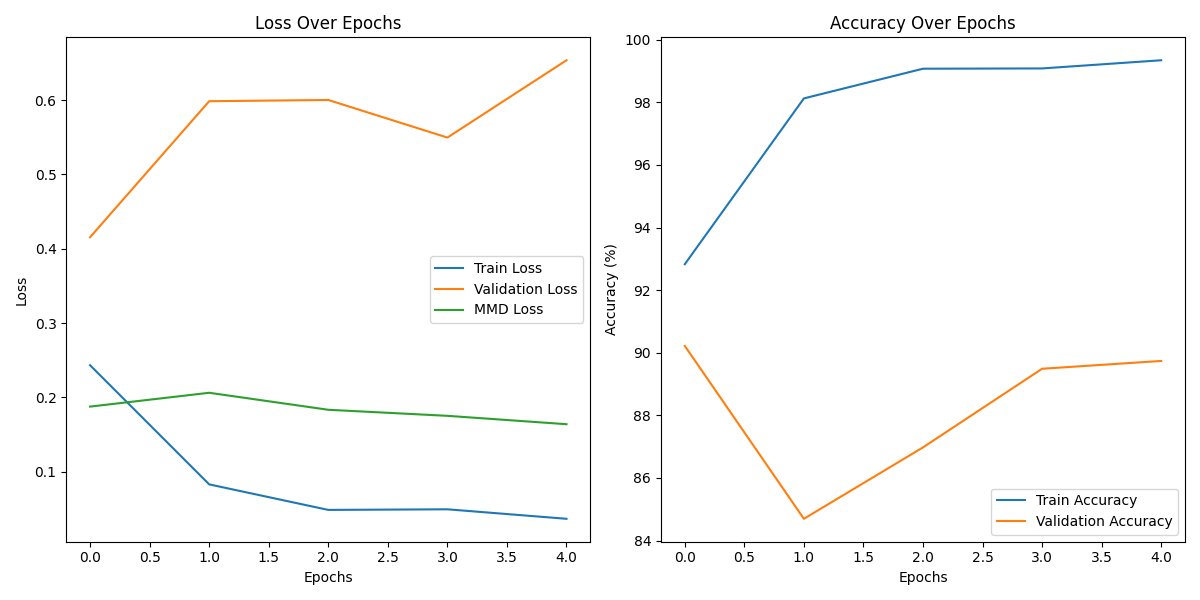 Loss Over Epochs
Loss
0.6
0.5
0.4
0.3
0.2
0.1
Train Loss
Validation Loss
MMD Loss
0.0 0.5 1.0 1.5 2.0 2.5 3.0 3.5 4.0
Epochs
Accuracy Over Epochs
Accuracy (%)
100
98
96
94
92
90
88
86
84
Train Accuracy
Validation Accuracy
0.0 0.5 1.0 1.5 2.0 2.5 3.0 3.5 4.0
Epochs